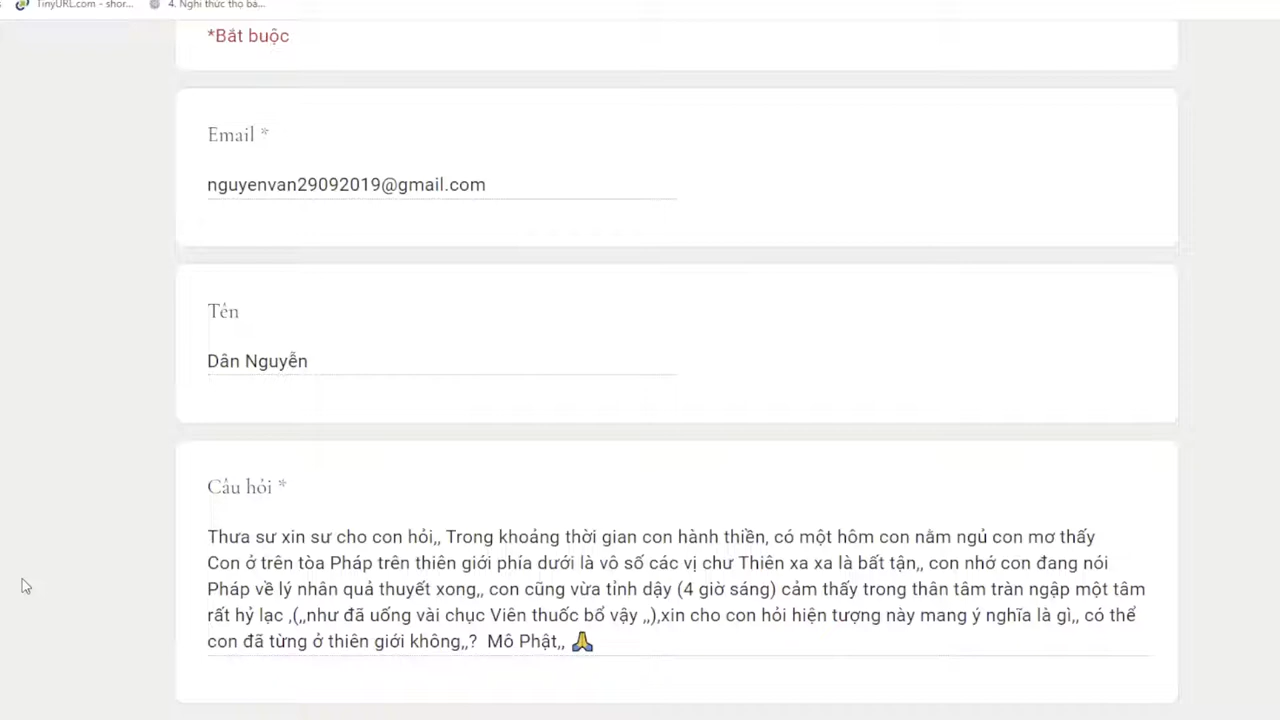 TinyURL.com - shor...
4. Nghi thức thọ bá...
*Bắt buộc
Email *
nguyenvan29092019@gmail.com
Tên
Dân Nguyễn
Câu hỏi *
Thưa sư xin sư cho con hỏi,, Trong khoảng thời gian con hành thiền, có một hôm con nằm ngủ con mơ thấy
Con ở trên tòa Pháp trên thiên giới phía dưới là vô số các vị chư Thiên xa xa là bất tận,, con nhớ con đang nói
Pháp về lý nhân quả thuyết xong,, con cũng vừa tỉnh dậy (4 giờ sáng) cảm thấy trong thân tâm tràn ngập một tâm
rất hỷ lạc ,(,,như đã uống vài chục Viên thuốc bổ vậy ,,),xin cho con hỏi hiện tượng này mang ý nghĩa là gì,, có thể
con đã từng ở thiên giới không,,?  Mô Phật,, 🙏